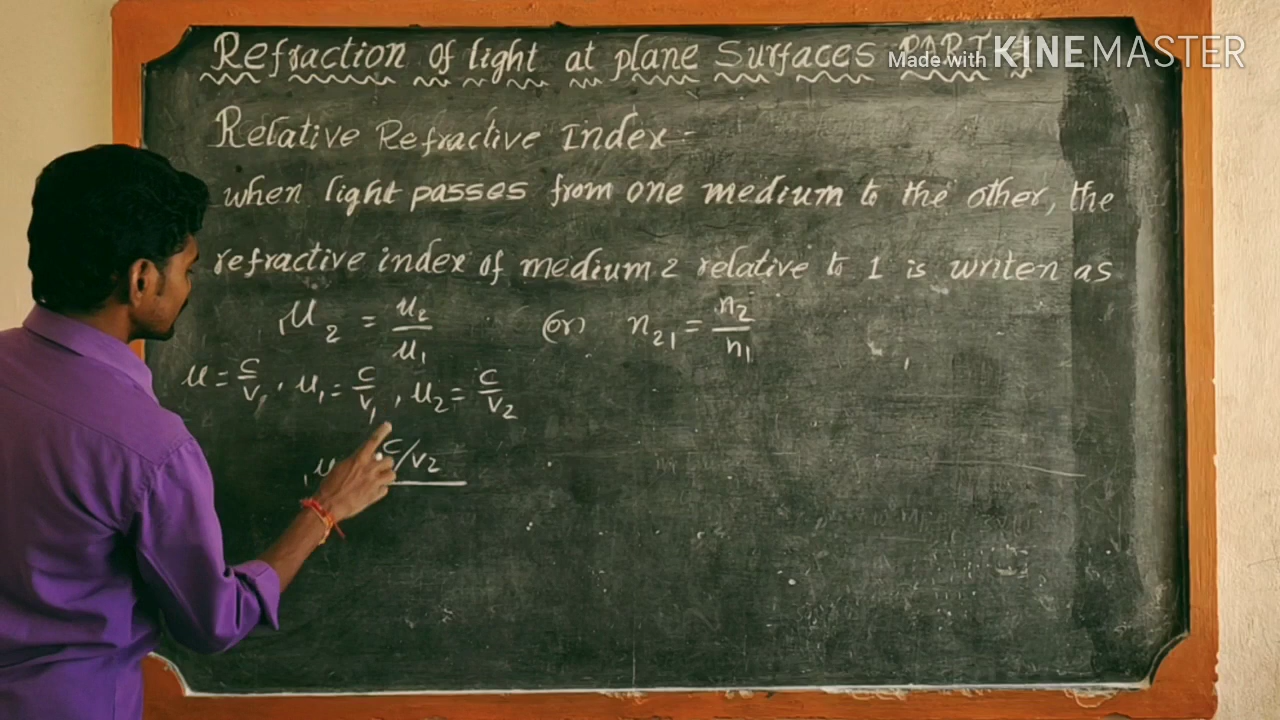 Refraction of light at plane Surfaces PART
Made with KINEMASTER
Relative Refractive Index:-
when light passes from one medium to the other, the
refractive index of medium 2 relative to 1 is writen as
₁μ₂ = μ₂/μ₁ (or) n₂₁ = n₂/n₁
μ = c/v, μ₁ = c/v₁, μ₂ = c/v₂
₁μ c/v₂